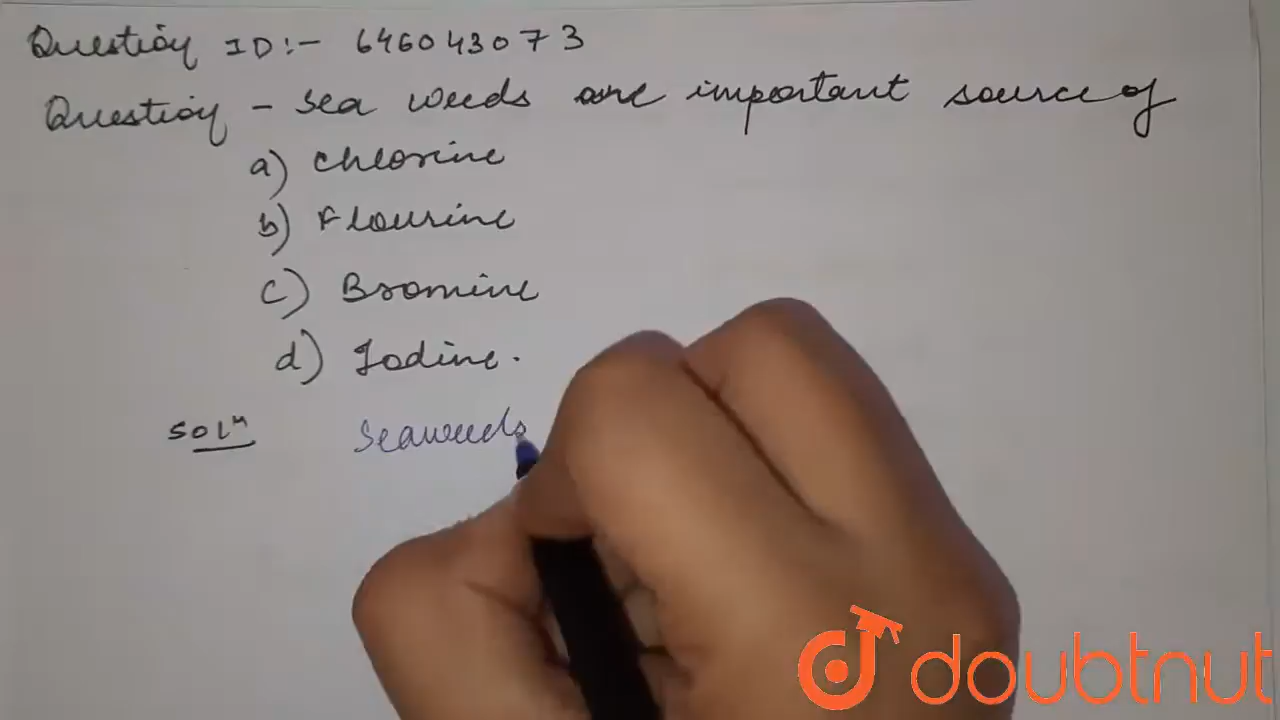 Question ID:- 646043073
Question - sea weeds are important source of
a) chlorine
b) Flourine
c) Bromine
d) Iodine.
Solⁿ seaweeds
doubtnut